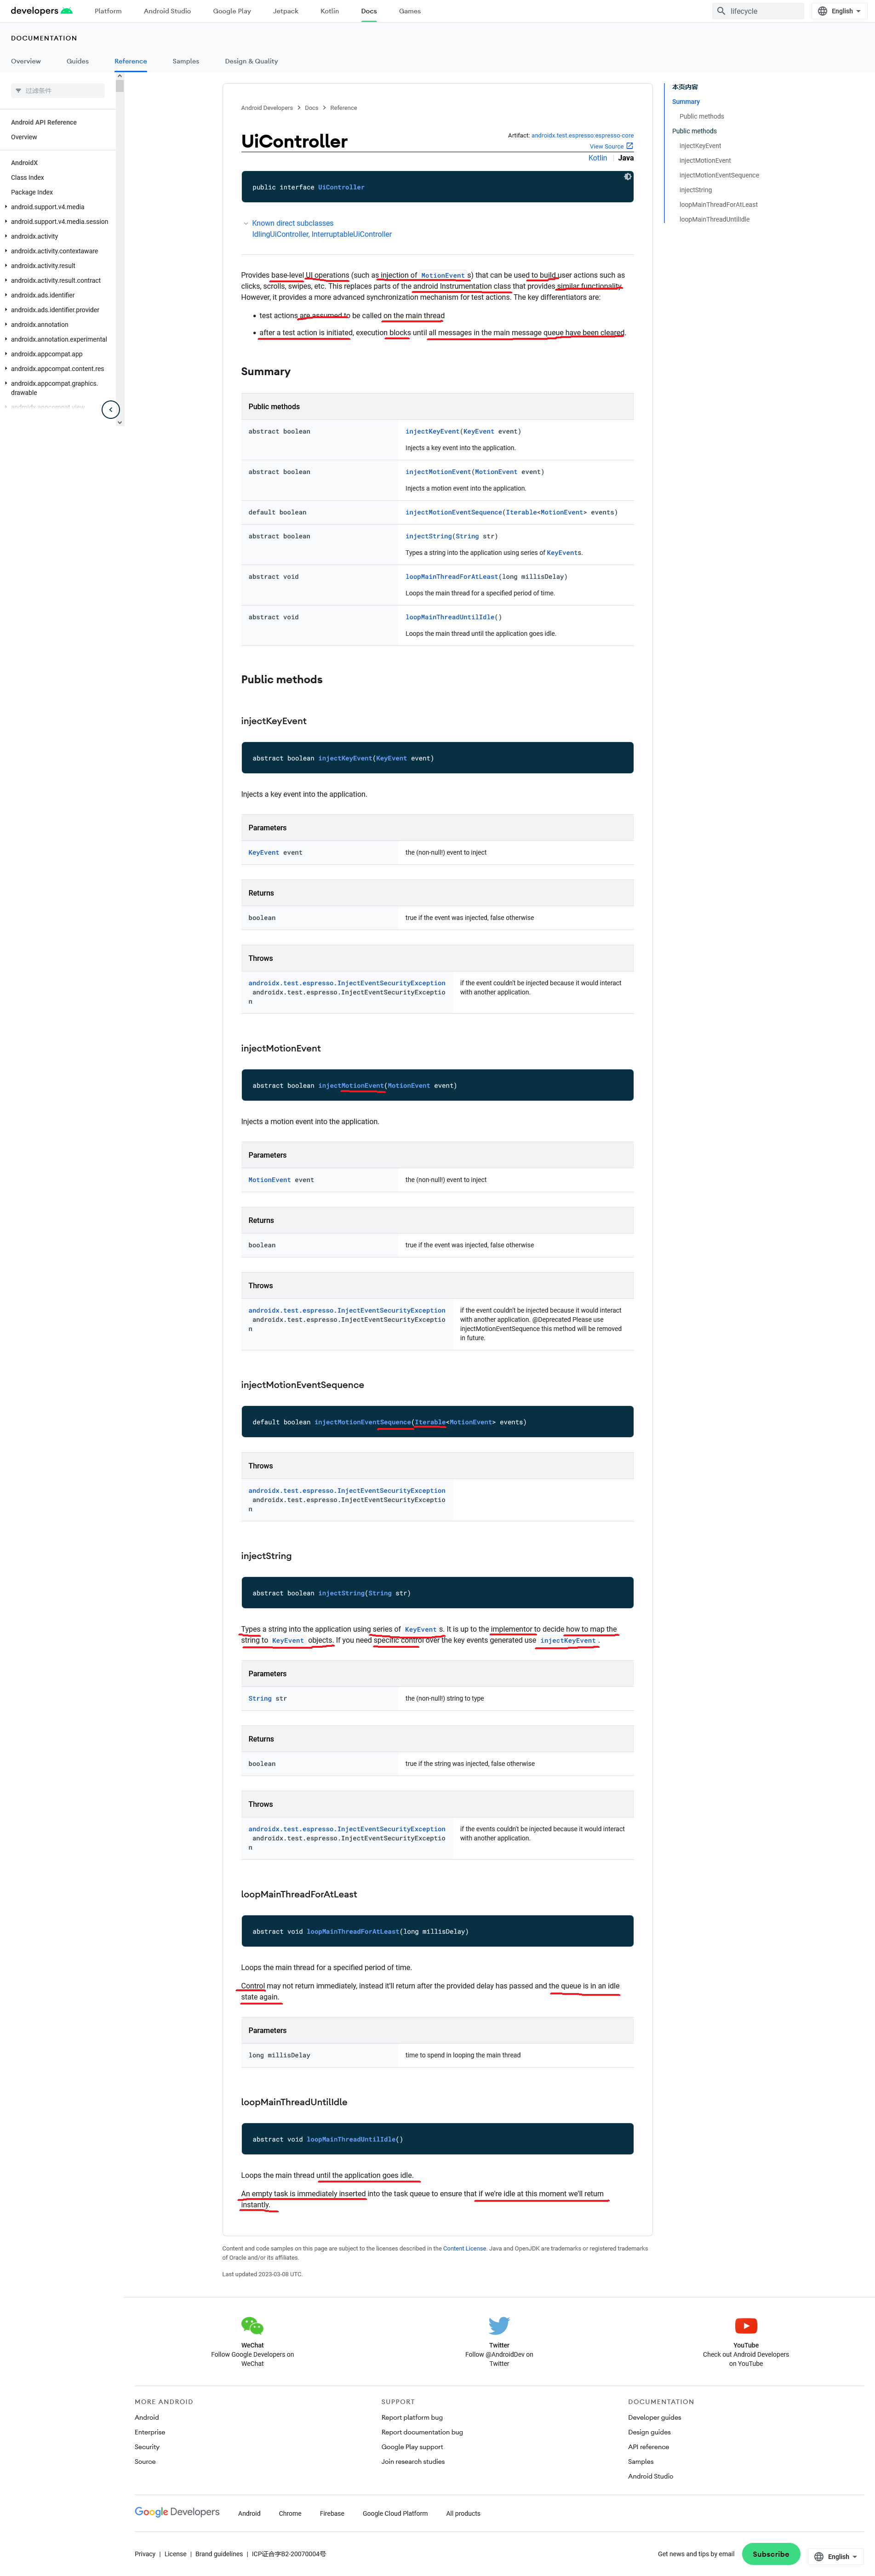 developers
Platform
Android Studio
Google Play
Jetpack
Kotlin
Docs
Games
lifecycle
English
DOCUMENTATION
Overview
Guides
Reference
Samples
Design & Quality
过滤条件
Android API Reference
Overview
AndroidX
Class Index
Package Index
android.support.v4.media
android.support.v4.media.session
androidx.activity
androidx.activity.contextaware
androidx.activity.result
androidx.activity.result.contract
androidx.ads.identifier
androidx.ads.identifier.provider
androidx.annotation
androidx.annotation.experimental
androidx.appcompat.app
androidx.appcompat.content.res
androidx.appcompat.graphics.
drawable
Android Developers > Docs > Reference
UiController
Artifact: androidx.test.espresso:espresso-core
View Source
Kotlin | Java
public interface UiController
Known direct subclasses
IdlingUiController, InterruptableUiController
Provides base-level UI operations (such as injection of MotionEvent s) that can be used to build user actions such as
clicks, scrolls, swipes, etc. This replaces parts of the android Instrumentation class that provides similar functionality.
However, it provides a more advanced synchronization mechanism for test actions. The key differentiators are:
• test actions are assumed to be called on the main thread
• after a test action is initiated, execution blocks until all messages in the main message queue have been cleared.
Summary
Public methods
abstract boolean
injectKeyEvent(KeyEvent event)
Injects a key event into the application.
abstract boolean
injectMotionEvent(MotionEvent event)
Injects a motion event into the application.
default boolean
injectMotionEventSequence(Iterable<MotionEvent> events)
abstract boolean
injectString(String str)
Types a string into the application using series of KeyEvents.
abstract void
loopMainThreadForAtLeast(long millisDelay)
Loops the main thread for a specified period of time.
abstract void
loopMainThreadUntilIdle()
Loops the main thread until the application goes idle.
Public methods
injectKeyEvent
abstract boolean injectKeyEvent(KeyEvent event)
Injects a key event into the application.
Parameters
KeyEvent event
the (non-null!) event to inject
Returns
boolean
true if the event was injected, false otherwise
Throws
androidx.test.espresso.InjectEventSecurityException
androidx.test.espresso.InjectEventSecurityExceptio
n
if the event couldn't be injected because it would interact
with another application.
injectMotionEvent
abstract boolean injectMotionEvent(MotionEvent event)
Injects a motion event into the application.
Parameters
MotionEvent event
the (non-null!) event to inject
Returns
boolean
true if the event was injected, false otherwise
Throws
androidx.test.espresso.InjectEventSecurityException
androidx.test.espresso.InjectEventSecurityExceptio
n
if the event couldn't be injected because it would interact
with another application. @Deprecated Please use
injectMotionEventSequence this method will be removed
in future.
injectMotionEventSequence
default boolean injectMotionEventSequence(Iterable<MotionEvent> events)
Throws
androidx.test.espresso.InjectEventSecurityException
androidx.test.espresso.InjectEventSecurityExceptio
n
injectString
abstract boolean injectString(String str)
Types a string into the application using series of KeyEvent s. It is up to the implementor to decide how to map the
string to KeyEvent objects. If you need specific control over the key events generated use injectKeyEvent .
Parameters
String str
the (non-null!) string to type
Returns
boolean
true if the string was injected, false otherwise
Throws
androidx.test.espresso.InjectEventSecurityException
androidx.test.espresso.InjectEventSecurityExceptio
n
if the events couldn't be injected because it would interact
with another application.
loopMainThreadForAtLeast
abstract void loopMainThreadForAtLeast(long millisDelay)
Loops the main thread for a specified period of time.
Control may not return immediately, instead it'll return after the provided delay has passed and the queue is in an idle
state again.
Parameters
long millisDelay
time to spend in looping the main thread
loopMainThreadUntilIdle
abstract void loopMainThreadUntilIdle()
Loops the main thread until the application goes idle.
An empty task is immediately inserted into the task queue to ensure that if we're idle at this moment we'll return
instantly.
本页内容
Summary
Public methods
Public methods
injectKeyEvent
injectMotionEvent
injectMotionEventSequence
injectString
loopMainThreadForAtLeast
loopMainThreadUntilIdle
Content and code samples on this page are subject to the licenses described in the Content License. Java and OpenJDK are trademarks or registered trademarks
of Oracle and/or its affiliates.
Last updated 2023-03-08 UTC.
WeChat
Follow Google Developers on
WeChat
Twitter
Follow @AndroidDev on
Twitter
YouTube
Check out Android Developers
on YouTube
MORE ANDROID
Android
Enterprise
Security
Source
SUPPORT
Report platform bug
Report documentation bug
Google Play support
Join research studies
DOCUMENTATION
Developer guides
Design guides
API reference
Samples
Android Studio
Google Developers
Android
Chrome
Firebase
Google Cloud Platform
All products
Privacy | License | Brand guidelines | ICP证合字B2-20070004号
Get news and tips by email
Subscribe
English